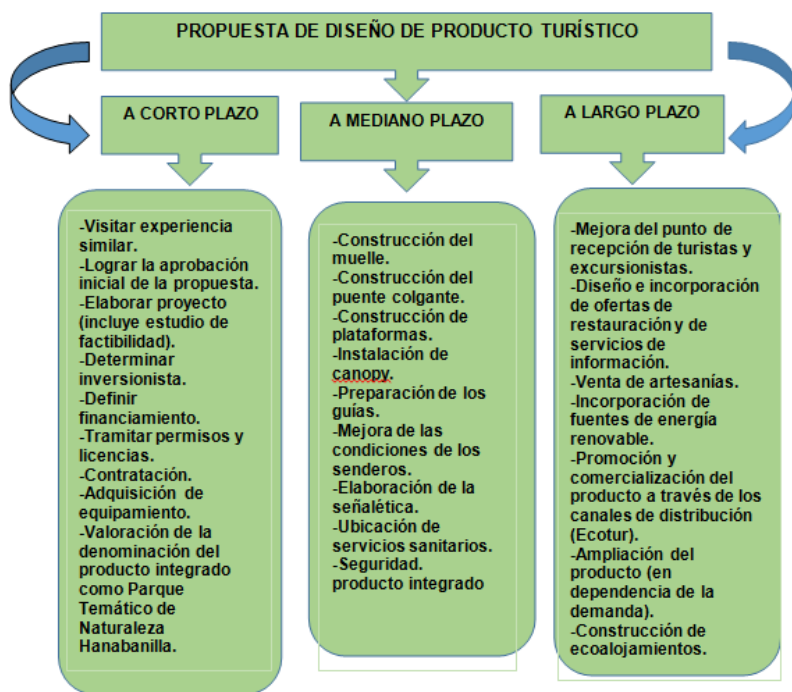 PROPUESTA DE DISEÑO DE PRODUCTO TURÍSTICO
A CORTO PLAZO
A MEDIANO PLAZO
A LARGO PLAZO
-Visitar experiencia
similar.
-Lograr la aprobación
inicial de la propuesta.
-Elaborar proyecto
(incluye estudio de
factibilidad).
-Determinar
inversionista.
-Definir
financiamiento.
-Tramitar permisos y
licencias.
-Contratación.
-Adquisición de
equipamiento.
-Valoración de la
denominación del
producto integrado
como Parque
Temático de
Naturaleza
Hanabanilla.
-Construcción del
muelle.
-Construcción del
puente colgante.
-Construcción de
plataformas.
-Instalación de
canopy.
-Preparación de los
guías.
-Mejora de las
condiciones de los
senderos.
-Elaboración de la
señalética.
-Ubicación de
servicios sanitarios.
-Seguridad.
producto integrado
-Mejora del punto de
recepción de turistas y
excursionistas.
-Diseño e incorporación
de ofertas de
restauración y de
servicios de
información.
-Venta de artesanías.
-Incorporación de
fuentes de energía
renovable.
-Promoción y
comercialización del
producto a través de los
canales de distribución
(Ecotur).
-Ampliación del
producto (en
dependencia de la
demanda).
-Construcción de
ecoalojamientos.